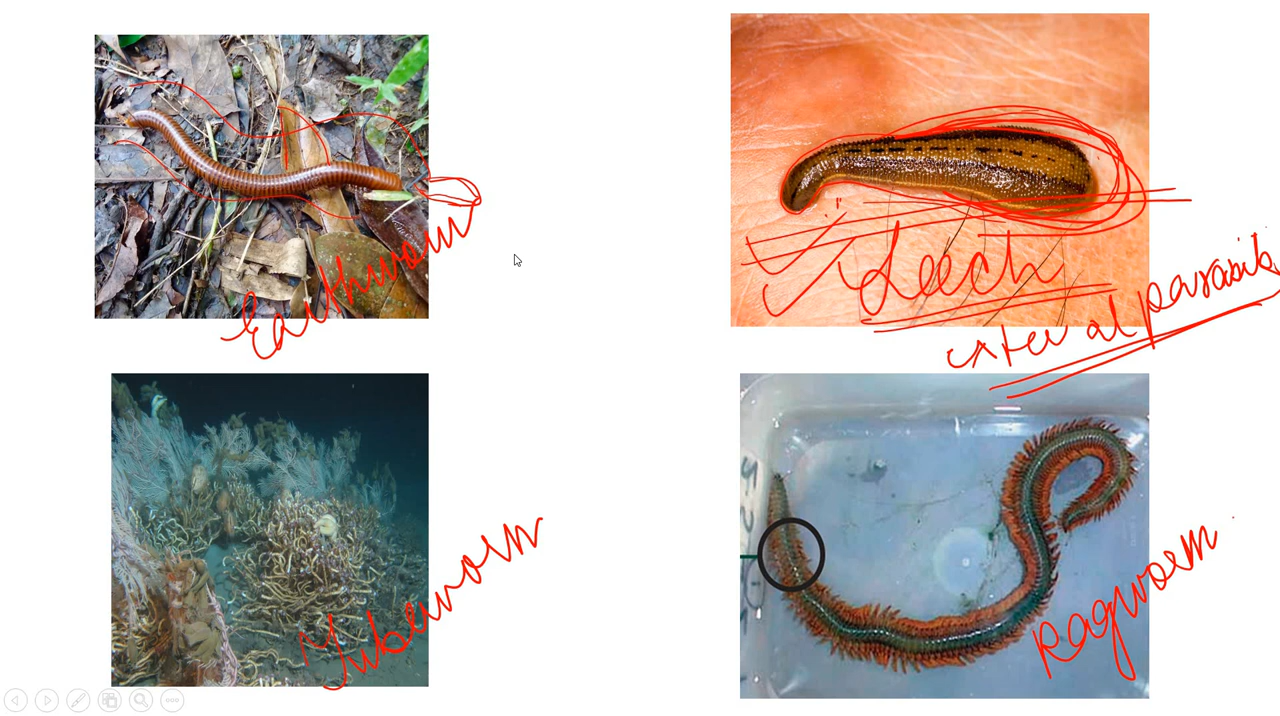 Earthworm
Leech
external parasite
Tubeworm
Ragworm